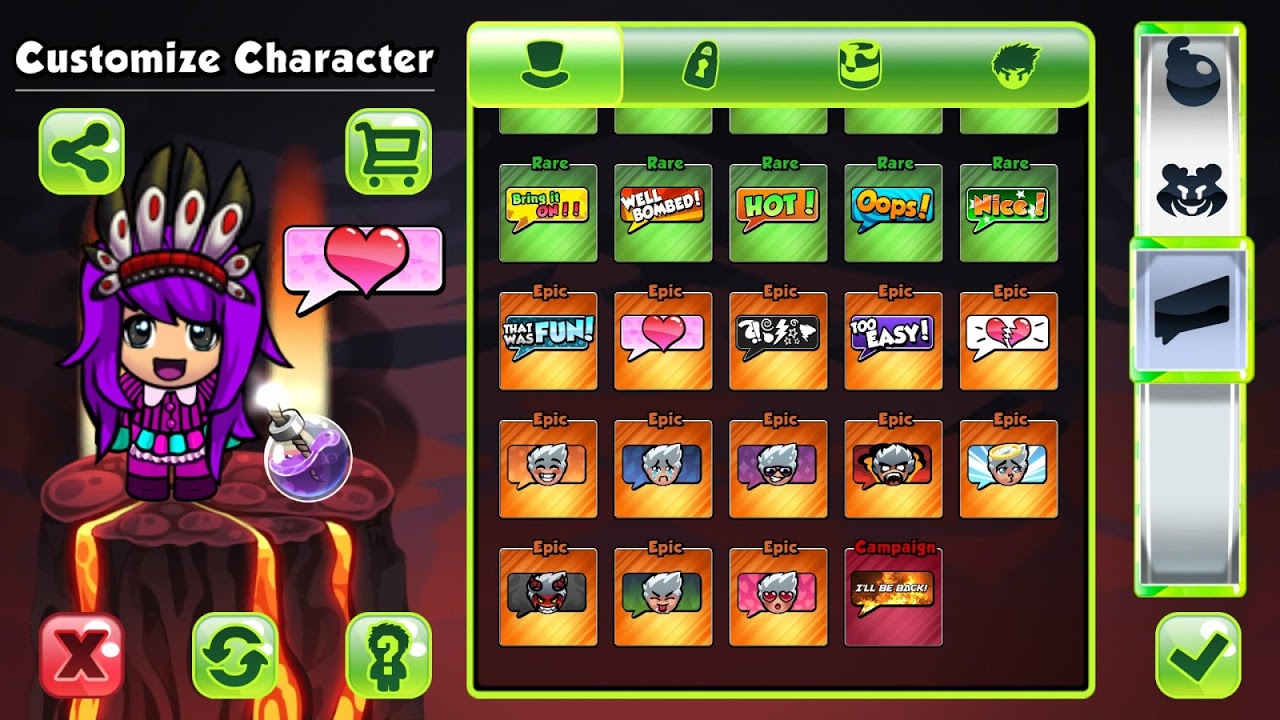 Customize Character
Rare Rare Rare Rare Rare
Bring it ON!! WELL BOMBED! HOT! Oops! Nice!
Epic Epic Epic Epic Epic
THAT WAS FUN! TOO EASY!
Epic Epic Epic Epic Epic
Epic Epic Epic Campaign
I'LL BE BACK!